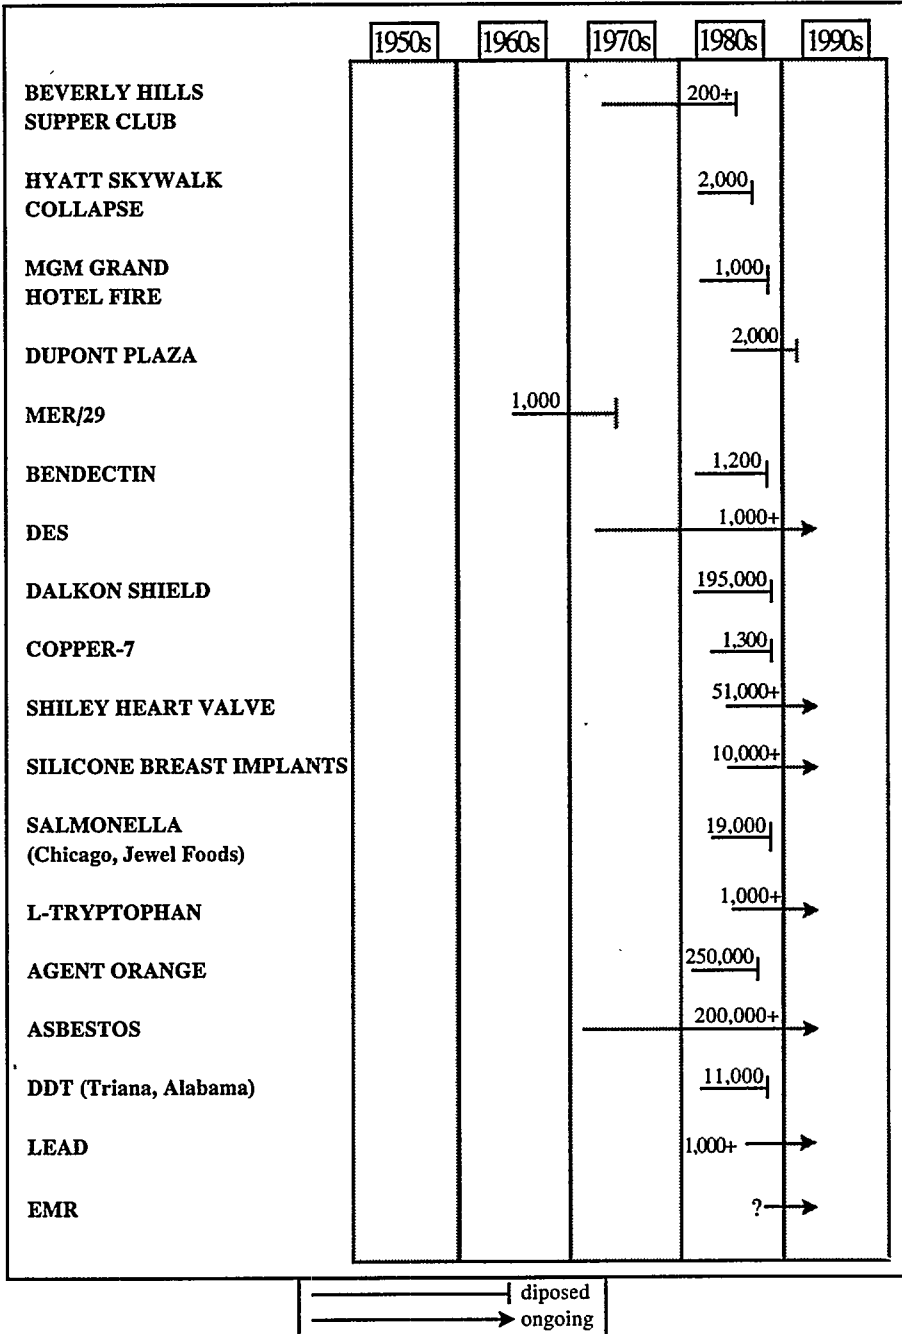 1950s 1960s 1970s 1980s 1990s
BEVERLY HILLS
SUPPER CLUB
200+
HYATT SKYWALK
COLLAPSE
2,000
MGM GRAND
HOTEL FIRE
1,000
DUPONT PLAZA
2,000
MER/29
1,000
BENDECTIN
1,200
DES
1,000+
DALKON SHIELD
195,000
COPPER-7
1,300
SHILEY HEART VALVE
51,000+
SILICONE BREAST IMPLANTS
10,000+
SALMONELLA
(Chicago, Jewel Foods)
19,000
L-TRYPTOPHAN
1,000+
AGENT ORANGE
250,000
ASBESTOS
200,000+
DDT (Triana, Alabama)
11,000
LEAD
1,000+
EMR
?
diposed
ongoing